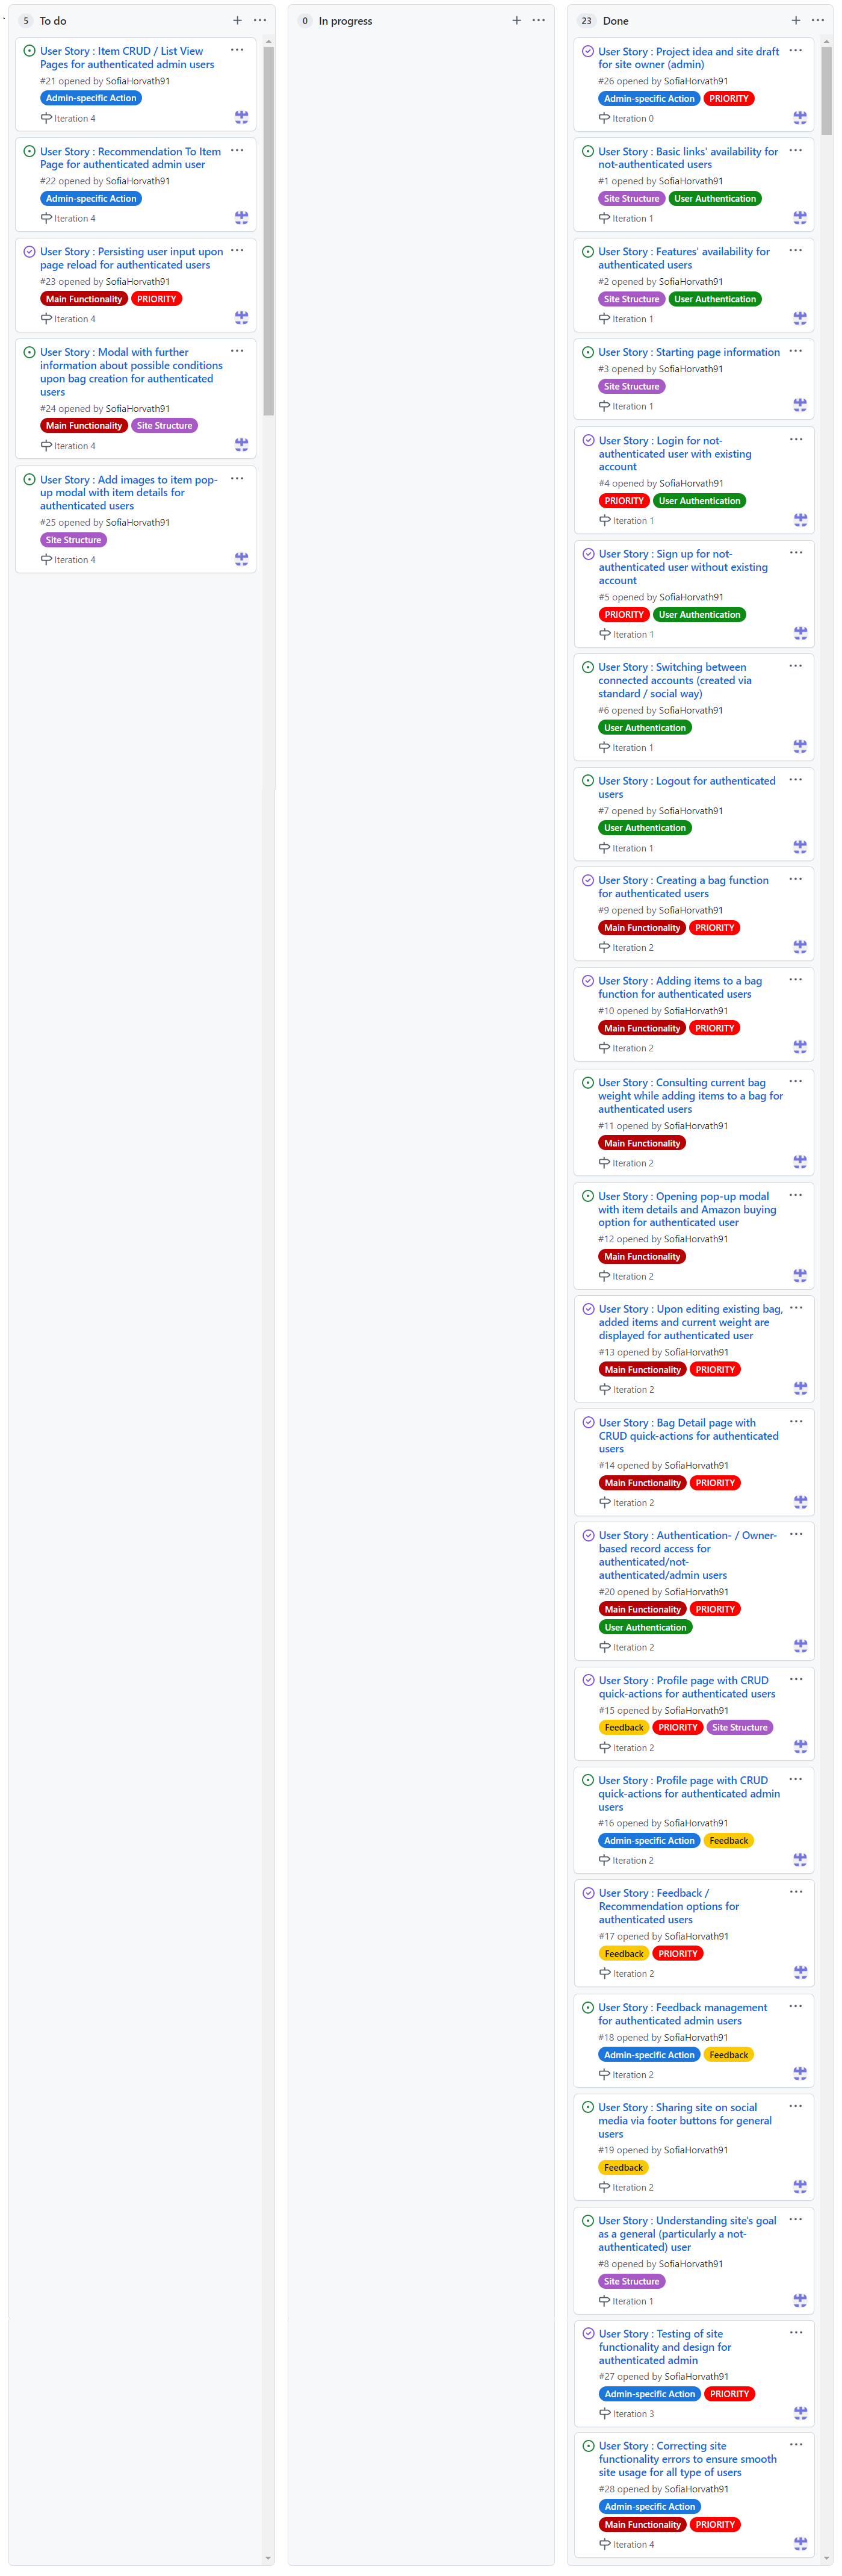 5 To do
User Story : Item CRUD / List View
Pages for authenticated admin users
#21 opened by SofiaHorvath91
Admin-specific Action
Iteration 4
User Story : Recommendation To Item
Page for authenticated admin user
#22 opened by SofiaHorvath91
Admin-specific Action
Iteration 4
User Story : Persisting user input upon
page reload for authenticated users
#23 opened by SofiaHorvath91
Main Functionality PRIORITY
Iteration 4
User Story : Modal with further
information about possible conditions
upon bag creation for authenticated
users
#24 opened by SofiaHorvath91
Main Functionality Site Structure
Iteration 4
User Story : Add images to item pop-
up modal with item details for
authenticated users
#25 opened by SofiaHorvath91
Site Structure
Iteration 4
0 In progress
23 Done
User Story : Project idea and site draft
for site owner (admin)
#26 opened by SofiaHorvath91
Admin-specific Action PRIORITY
Iteration 0
User Story : Basic links' availability for
not-authenticated users
#1 opened by SofiaHorvath91
Site Structure User Authentication
Iteration 1
User Story : Features' availability for
authenticated users
#2 opened by SofiaHorvath91
Site Structure User Authentication
Iteration 1
User Story : Starting page information
#3 opened by SofiaHorvath91
Site Structure
Iteration 1
User Story : Login for not-
authenticated user with existing
account
#4 opened by SofiaHorvath91
PRIORITY User Authentication
Iteration 1
User Story : Sign up for not-
authenticated user without existing
account
#5 opened by SofiaHorvath91
PRIORITY User Authentication
Iteration 1
User Story : Switching between
connected accounts (created via
standard / social way)
#6 opened by SofiaHorvath91
User Authentication
Iteration 1
User Story : Logout for authenticated
users
#7 opened by SofiaHorvath91
User Authentication
Iteration 1
User Story : Creating a bag function
for authenticated users
#9 opened by SofiaHorvath91
Main Functionality PRIORITY
Iteration 2
User Story : Adding items to a bag
function for authenticated users
#10 opened by SofiaHorvath91
Main Functionality PRIORITY
Iteration 2
User Story : Consulting current bag
weight while adding items to a bag for
authenticated users
#11 opened by SofiaHorvath91
Main Functionality
Iteration 2
User Story : Opening pop-up modal
with item details and Amazon buying
option for authenticated user
#12 opened by SofiaHorvath91
Main Functionality
Iteration 2
User Story : Upon editing existing bag,
added items and current weight are
displayed for authenticated user
#13 opened by SofiaHorvath91
Main Functionality PRIORITY
Iteration 2
User Story : Bag Detail page with
CRUD quick-actions for authenticated
users
#14 opened by SofiaHorvath91
Main Functionality PRIORITY
Iteration 2
User Story : Authentication- / Owner-
based record access for
authenticated/not-
authenticated/admin users
#20 opened by SofiaHorvath91
Main Functionality PRIORITY
User Authentication
Iteration 2
User Story : Profile page with CRUD
quick-actions for authenticated users
#15 opened by SofiaHorvath91
Feedback PRIORITY Site Structure
Iteration 2
User Story : Profile page with CRUD
quick-actions for authenticated admin
users
#16 opened by SofiaHorvath91
Admin-specific Action Feedback
Iteration 2
User Story : Feedback /
Recommendation options for
authenticated users
#17 opened by SofiaHorvath91
Feedback PRIORITY
Iteration 2
User Story : Feedback management
for authenticated admin users
#18 opened by SofiaHorvath91
Admin-specific Action Feedback
Iteration 2
User Story : Sharing site on social
media via footer buttons for general
users
#19 opened by SofiaHorvath91
Feedback
Iteration 2
User Story : Understanding site's goal
as a general (particularly a not-
authenticated) user
#8 opened by SofiaHorvath91
Site Structure
Iteration 1
User Story : Testing of site
functionality and design for
authenticated admin
#27 opened by SofiaHorvath91
Admin-specific Action PRIORITY
Iteration 3
User Story : Correcting site
functionality errors to ensure smooth
site usage for all type of users
#28 opened by SofiaHorvath91
Admin-specific Action
Main Functionality PRIORITY
Iteration 4